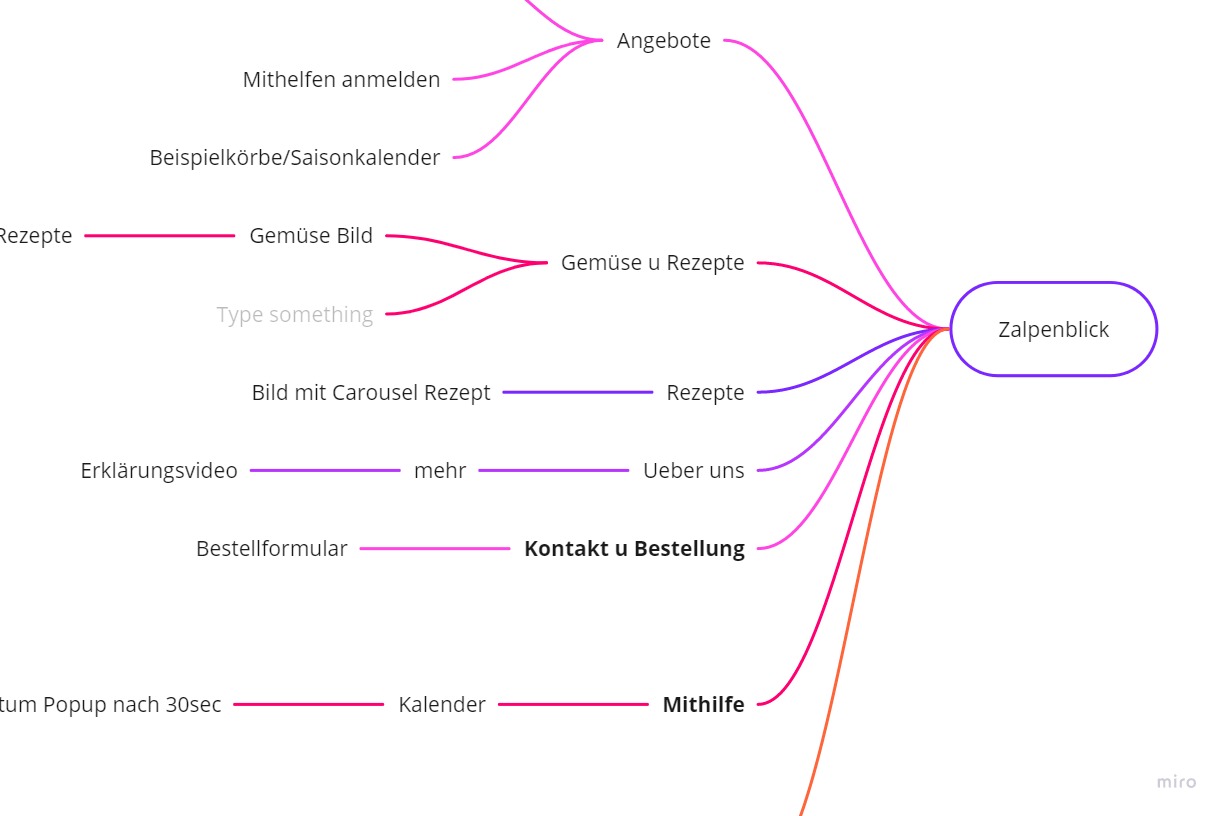 Angebote
Mithelfen anmelden
Beispielkörbe/Saisonkalender
Rezepte
Gemüse Bild
Gemüse u Rezepte
Type something
Zalpenblick
Bild mit Carousel Rezept
Rezepte
Erklärungsvideo
mehr
Ueber uns
Bestellformular
Kontakt u Bestellung
Popup nach 30sec
Kalender
Mithilfe
miro